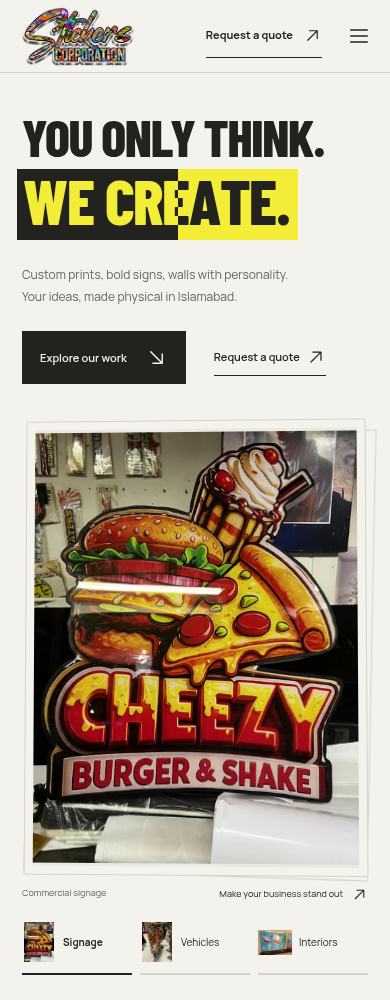 Stickers
CORPORATION
Request a quote
YOU ONLY THINK.
WE CREATE.
Custom prints, bold signs, walls with personality.
Your ideas, made physical in Islamabad.
Explore our work
Request a quote
CHEEZY
BURGER & SHAKE
Commercial signage
Make your business stand out
Signage
Vehicles
Interiors